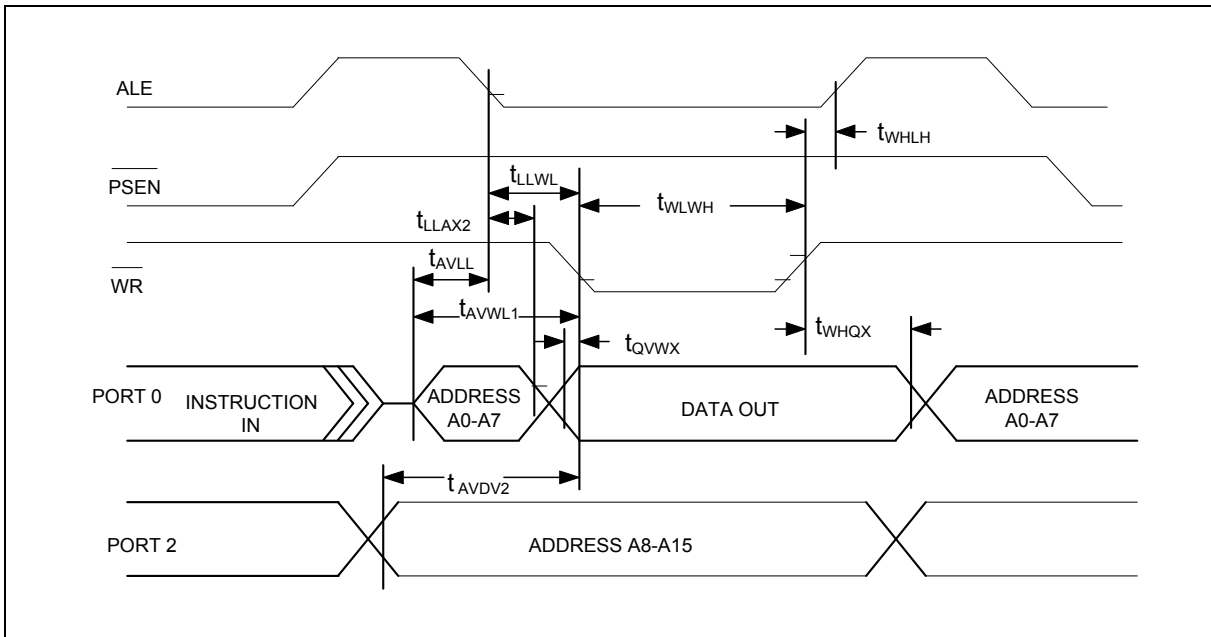 ALE
tWHLH
PSEN
tLLWL
tWLWH
tLLAX2
tAVLL
WR
tAVWL1
tWHQX
tQVWX
PORT 0
INSTRUCTION
IN
ADDRESS
A0-A7
DATA OUT
ADDRESS
A0-A7
tAVDV2
PORT 2
ADDRESS A8-A15